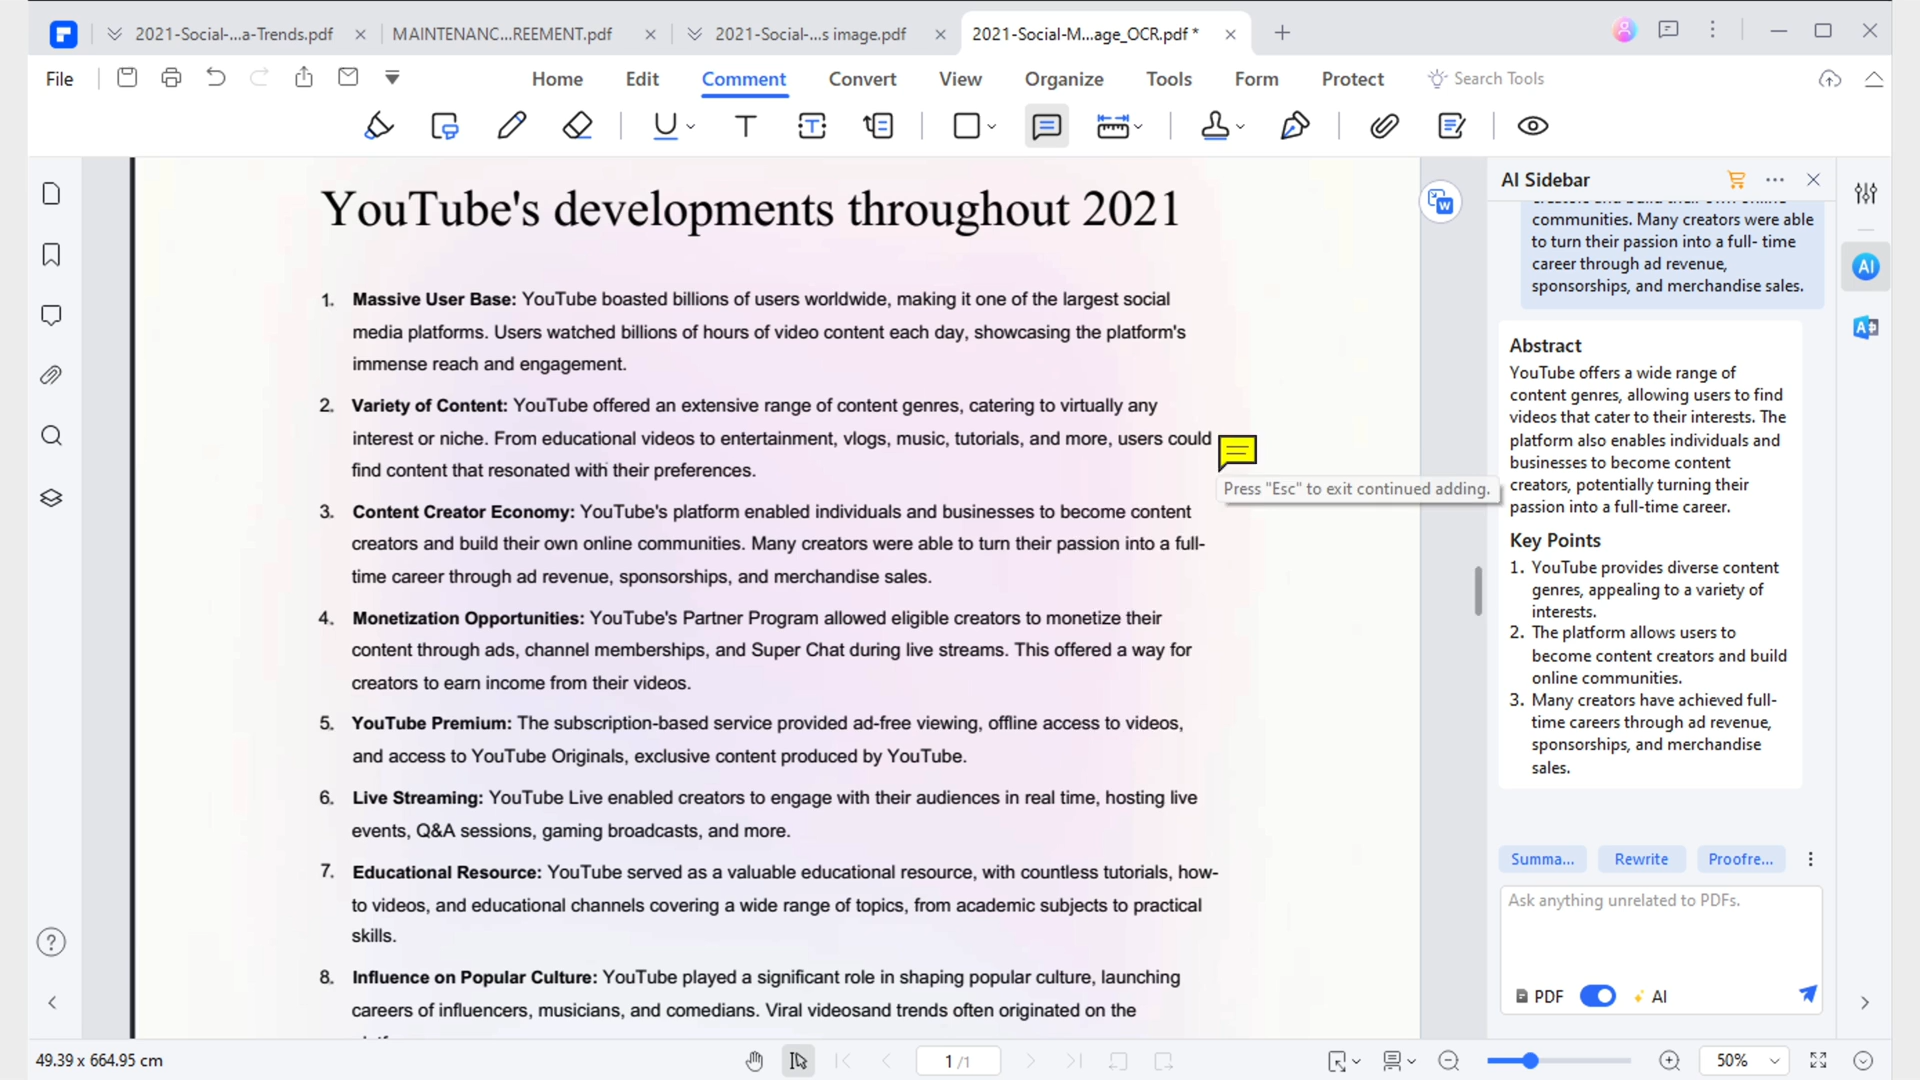 2021-Social-...a-Trends.pdf
MAINTENANC...REEMENT.pdf
2021-Social-...s image.pdf
2021-Social-M...age_OCR.pdf *
File
Home
Edit
Comment
Convert
View
Organize
Tools
Form
Protect
Search Tools
YouTube's developments throughout 2021
1. Massive User Base: YouTube boasted billions of users worldwide, making it one of the largest social
media platforms. Users watched billions of hours of video content each day, showcasing the platform's
immense reach and engagement.
2. Variety of Content: YouTube offered an extensive range of content genres, catering to virtually any
interest or niche. From educational videos to entertainment, vlogs, music, tutorials, and more, users could
find content that resonated with their preferences.
Press "Esc" to exit continued adding.
3. Content Creator Economy: YouTube's platform enabled individuals and businesses to become content
creators and build their own online communities. Many creators were able to turn their passion into a full-
time career through ad revenue, sponsorships, and merchandise sales.
4. Monetization Opportunities: YouTube's Partner Program allowed eligible creators to monetize their
content through ads, channel memberships, and Super Chat during live streams. This offered a way for
creators to earn income from their videos.
5. YouTube Premium: The subscription-based service provided ad-free viewing, offline access to videos,
and access to YouTube Originals, exclusive content produced by YouTube.
6. Live Streaming: YouTube Live enabled creators to engage with their audiences in real time, hosting live
events, Q&A sessions, gaming broadcasts, and more.
7. Educational Resource: YouTube served as a valuable educational resource, with countless tutorials, how-
to videos, and educational channels covering a wide range of topics, from academic subjects to practical
skills.
8. Influence on Popular Culture: YouTube played a significant role in shaping popular culture, launching
careers of influencers, musicians, and comedians. Viral videosand trends often originated on the
AI Sidebar
communities. Many creators were able
to turn their passion into a full- time
career through ad revenue,
sponsorships, and merchandise sales.
Abstract
YouTube offers a wide range of
content genres, allowing users to find
videos that cater to their interests. The
platform also enables individuals and
businesses to become content
creators, potentially turning their
passion into a full-time career.
Key Points
1. YouTube provides diverse content
genres, appealing to a variety of
interests.
2. The platform allows users to
become content creators and build
online communities.
3. Many creators have achieved full-
time careers through ad revenue,
sponsorships, and merchandise
sales.
Summa...
Rewrite
Proofre...
Ask anything unrelated to PDFs.
PDF
AI
AI
49.39 x 664.95 cm
1 /1
50%